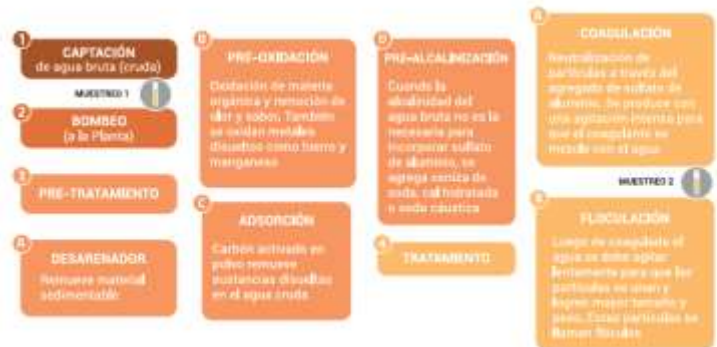 1
CAPTACIÓN
de agua bruta (cruda)
MUESTREO 1
2
BOMBEO
(a la Planta)
3
PRE-TRATAMIENTO
A
DESARENADOR
Remueve material
sedimentable
B
PRE-OXIDACIÓN
Oxidación de materia
orgánica y remoción de
olor y sabor. También
se oxidan metales
disueltos como hierro y
manganeso
C
ADSORCIÓN
Carbón activado en
polvo remueve
sustancias disueltas
en el agua cruda
D
PRE-ALCALINIZACIÓN
Cuando la
alcalinidad del
agua bruta no es la
necesaria para
incorporar sulfato
de aluminio, se
agrega ceniza de
soda, cal hidratada
o soda cáustica
4
TRATAMIENTO
COAGULACIÓN
Neutralización de
partículas a través del
agregado de sulfato de
aluminio. Se produce con
una agitación intensa para
que el coagulante se
mezcle con el agua
MUESTREO 2
FLOCULACIÓN
Luego de coagulada el
agua se debe agitar
lentamente para que las
partículas se unan y
logren mayor tamaño y
peso. Estas partículas se
llaman flóculos